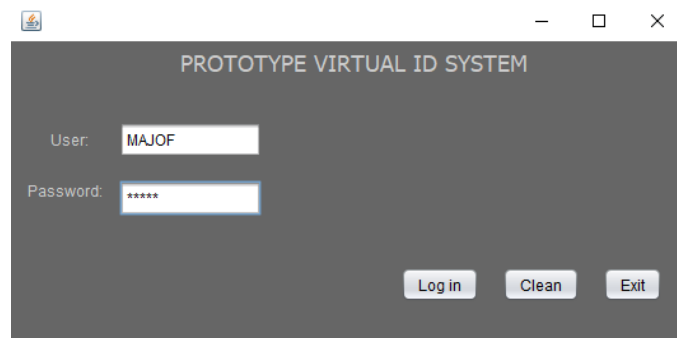 PROTOTYPE VIRTUAL ID SYSTEM
User: MAJOF
Password: *****
Log in Clean Exit